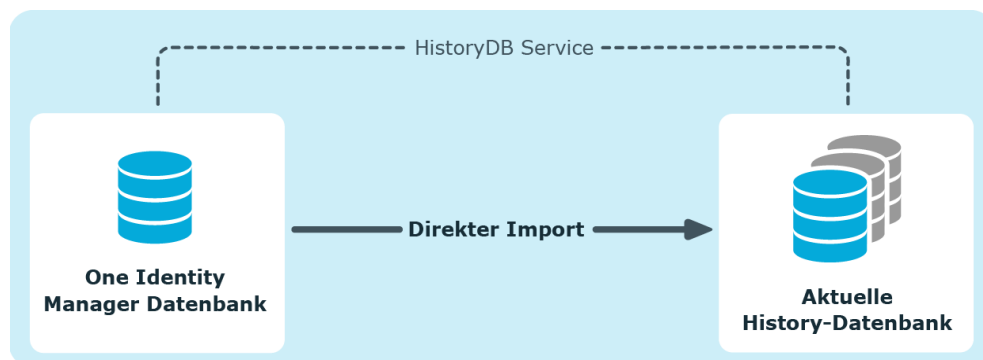 HistoryDB Service
Direkter Import
One Identity
Manager Datenbank
Aktuelle
History-Datenbank